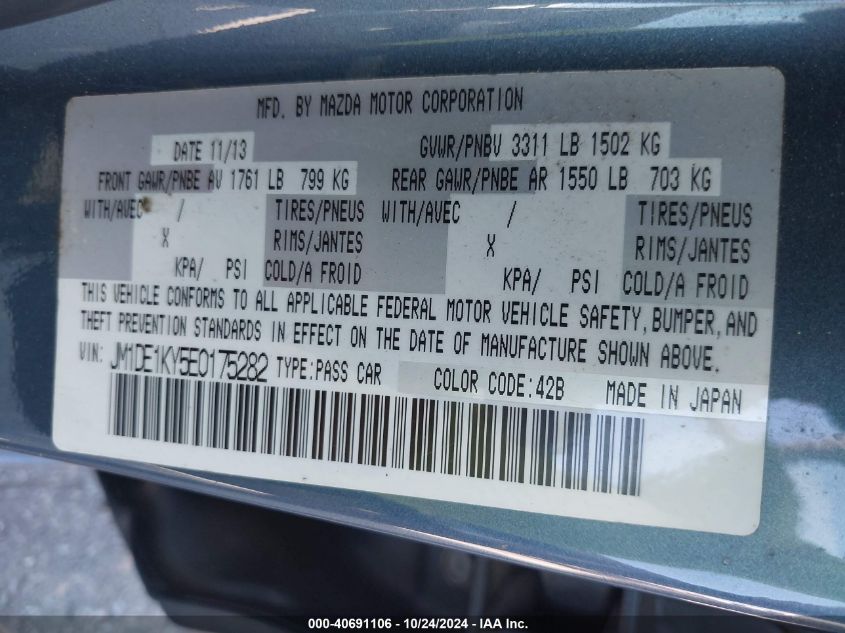 MFD. BY MAZDA MOTOR CORPORATION
DATE 11/13 GVWR/PNBV 3311 LB 1502 KG
FRONT GAWR/PNBE AV 1761 LB 799 KG REAR GAWR/PNBE AR 1550 LB 703 KG
WITH/AVEC / TIRES/PNEUS WITH/AVEC / TIRES/PNEUS
X RIMS/JANTES X RIMS/JANTES
KPA/ PSI COLD/A FROID KPA/ PSI COLD/A FROID
THIS VEHICLE CONFORMS TO ALL APPLICABLE FEDERAL MOTOR VEHICLE SAFETY, BUMPER, AND
THEFT PREVENTION STANDARDS IN EFFECT ON THE DATE OF MANUFACTURE SHOWN ABOVE.
VIN: JM1DE1KY5E0175282 TYPE:PASS CAR COLOR CODE:42B MADE IN JAPAN
000-40691106 - 10/24/2024 - IAA Inc.